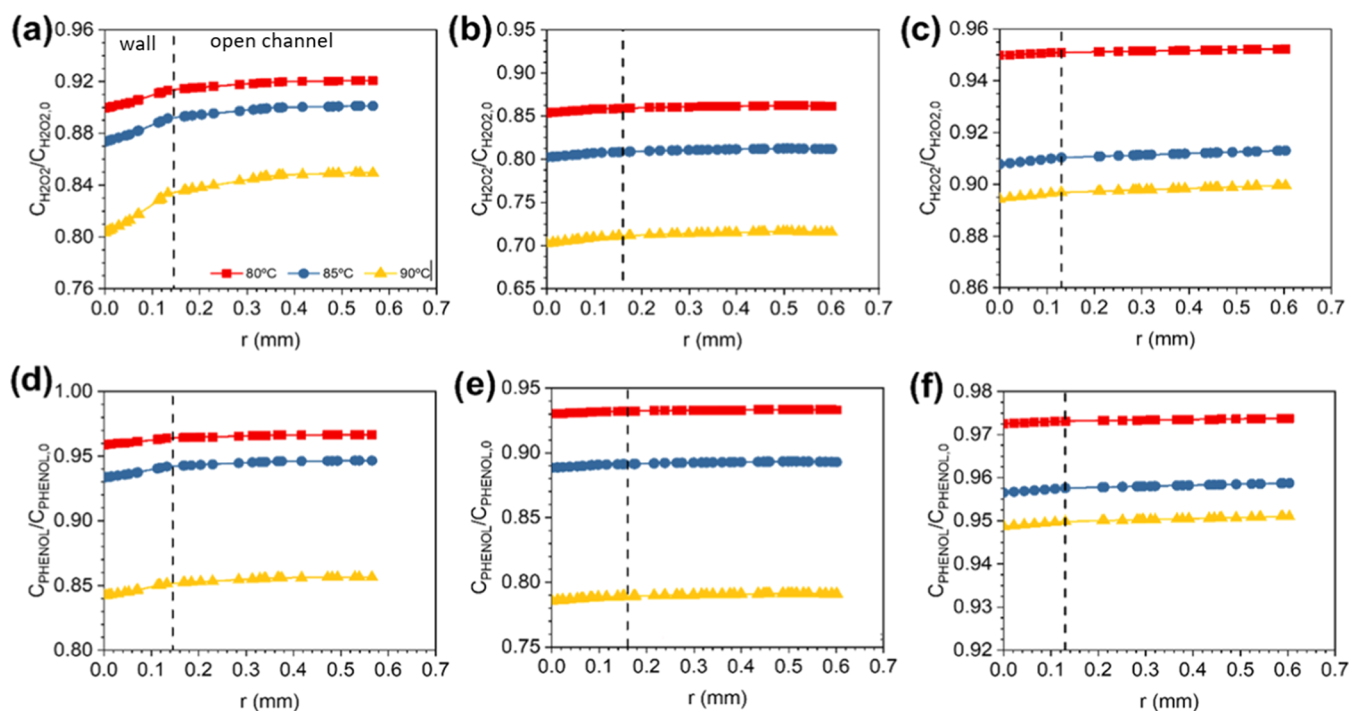 (a)
wall
open channel
C_H2O2/C_H2O2,0
0.96
0.92
0.88
0.84
0.80
0.76
80ºC
85ºC
90ºC
0.0 0.1 0.2 0.3 0.4 0.5 0.6 0.7
r (mm)
(b)
C_H2O2/C_H2O2,0
0.95
0.90
0.85
0.80
0.75
0.70
0.65
0.0 0.1 0.2 0.3 0.4 0.5 0.6 0.7
r (mm)
(c)
C_H2O2/C_H2O2,0
0.96
0.94
0.92
0.90
0.88
0.86
0.0 0.1 0.2 0.3 0.4 0.5 0.6 0.7
r (mm)
(d)
C_PHENOL/C_PHENOL,0
1.00
0.95
0.90
0.85
0.80
0.0 0.1 0.2 0.3 0.4 0.5 0.6 0.7
r (mm)
(e)
C_PHENOL/C_PHENOL,0
0.95
0.90
0.85
0.80
0.75
0.0 0.1 0.2 0.3 0.4 0.5 0.6 0.7
r (mm)
(f)
C_PHENOL/C_PHENOL,0
0.98
0.97
0.96
0.95
0.94
0.93
0.92
0.0 0.1 0.2 0.3 0.4 0.5 0.6 0.7
r (mm)